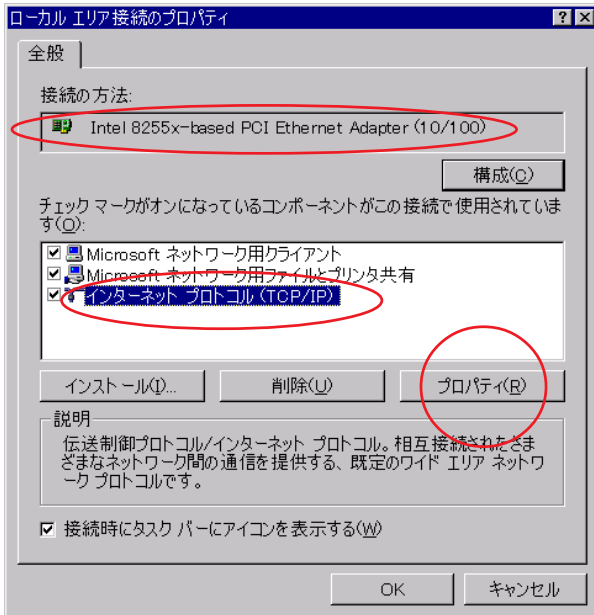 ローカル エリア接続のプロパティ
全般
接続の方法:
Intel 8255x-based PCI Ethernet Adapter (10/100)
構成(C)
チェック マークがオンになっているコンポーネントがこの接続で使用されていま
す(O):
Microsoft ネットワーク用クライアント
Microsoft ネットワーク用ファイルとプリンタ共有
インターネット プロトコル (TCP/IP)
インストール(I)...
削除(U)
プロパティ(R)
説明
伝送制御プロトコル/インターネット プロトコル。相互接続されたさま
ざまなネットワーク間の通信を提供する、既定のワイド エリア ネットワ
ーク プロトコルです。
接続時にタスク バーにアイコンを表示する(W)
OK
キャンセル